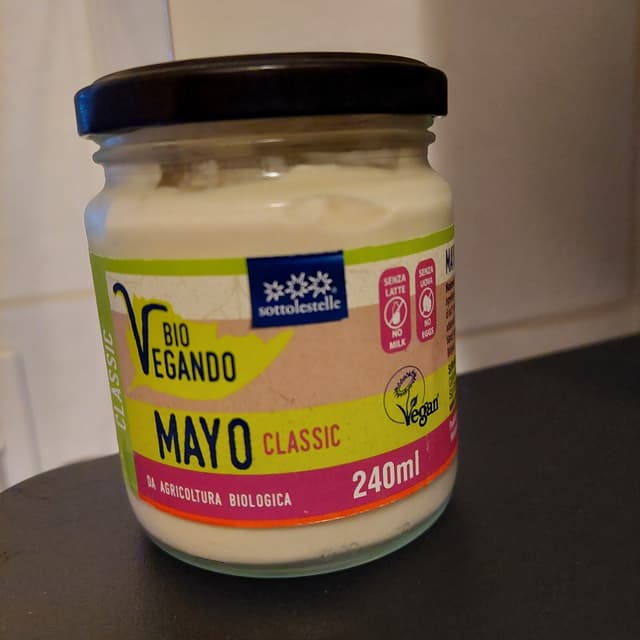 sottolestelle
SENZA
LATTE
NO
MILK
SENZA
UOVA
NO
EGGS
BIO
VEGANDO
Vegan
MAYO CLASSIC
DA AGRICOLTURA BIOLOGICA
240ml
CLASSIC